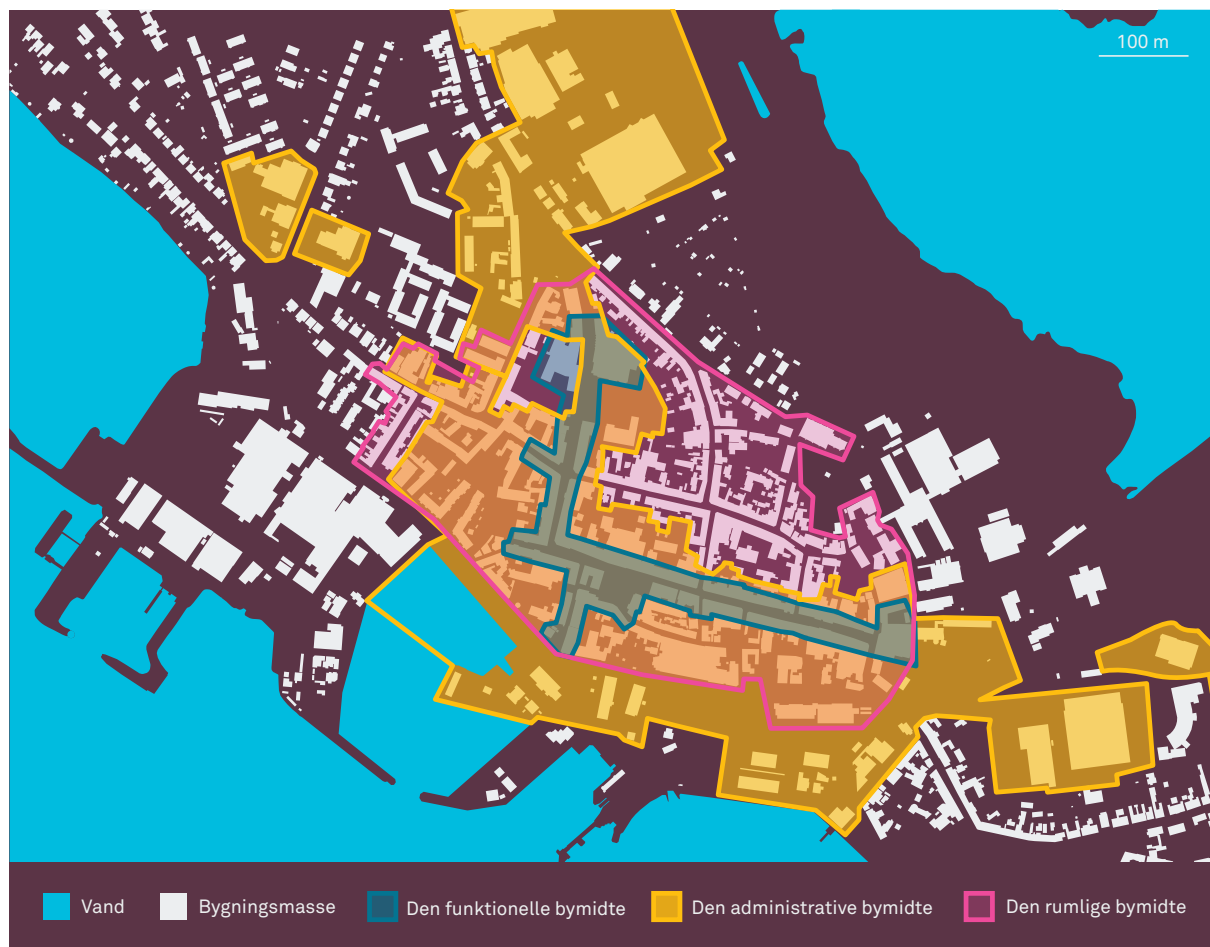 100 m
Vand
Bygningsmasse
Den funktionelle bymidte
Den administrative bymidte
Den rumlige bymidte